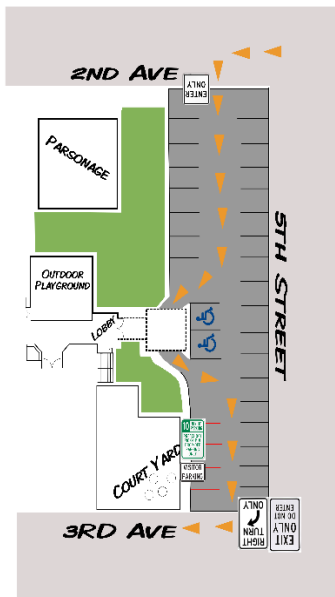 2ND AVE
ENTER
ONLY
PARSONAGE
5TH STREET
OUTDOOR
PLAYGROUND
LOBBY
10
COURT YARD
VISITOR
PARKING
3RD AVE
RIGHT
TURN
ONLY
EXIT
ONLY
DO NOT
ENTER